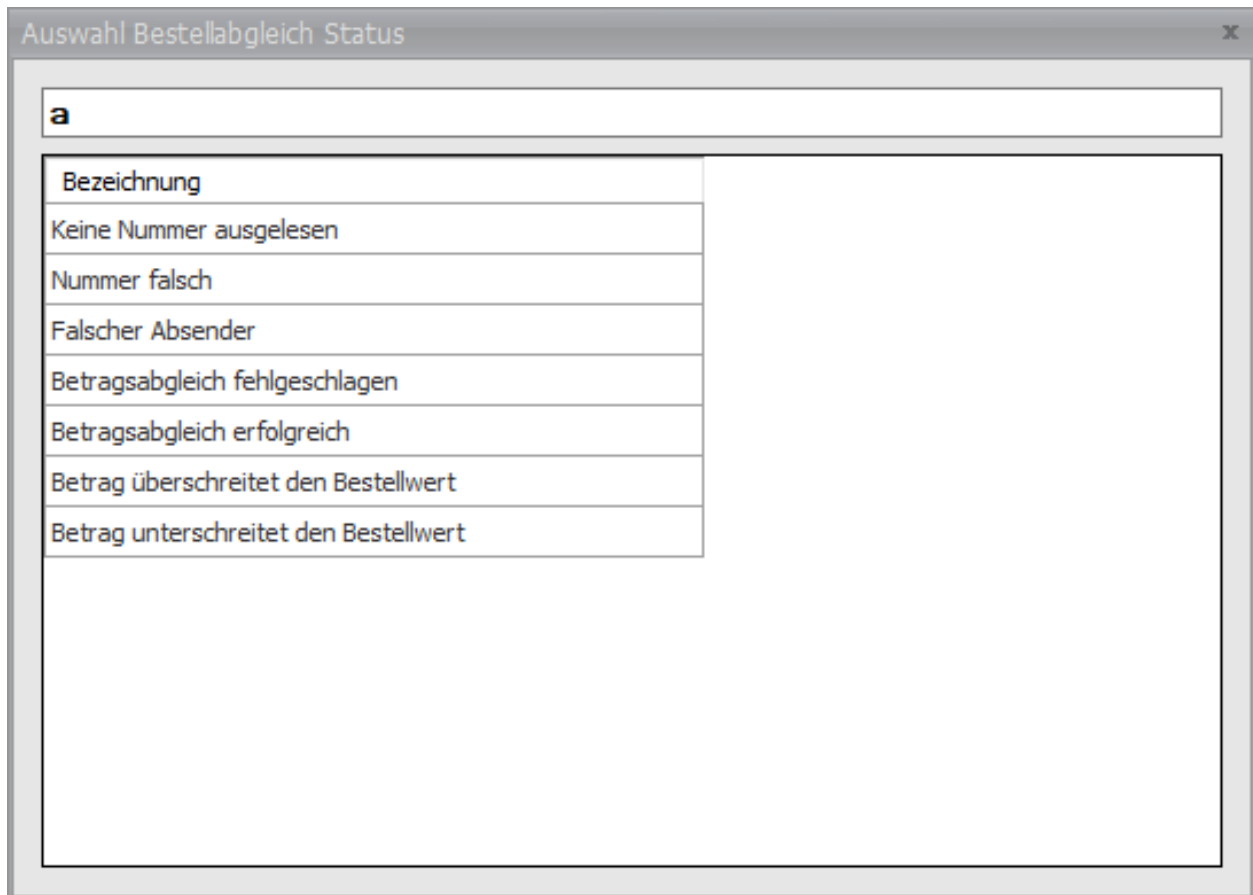 Auswahl Bestellabgleich Status
x
a
Bezeichnung
Keine Nummer ausgelesen
Nummer falsch
Falscher Absender
Betragsabgleich fehlgeschlagen
Betragsabgleich erfolgreich
Betrag überschreitet den Bestellwert
Betrag unterschreitet den Bestellwert